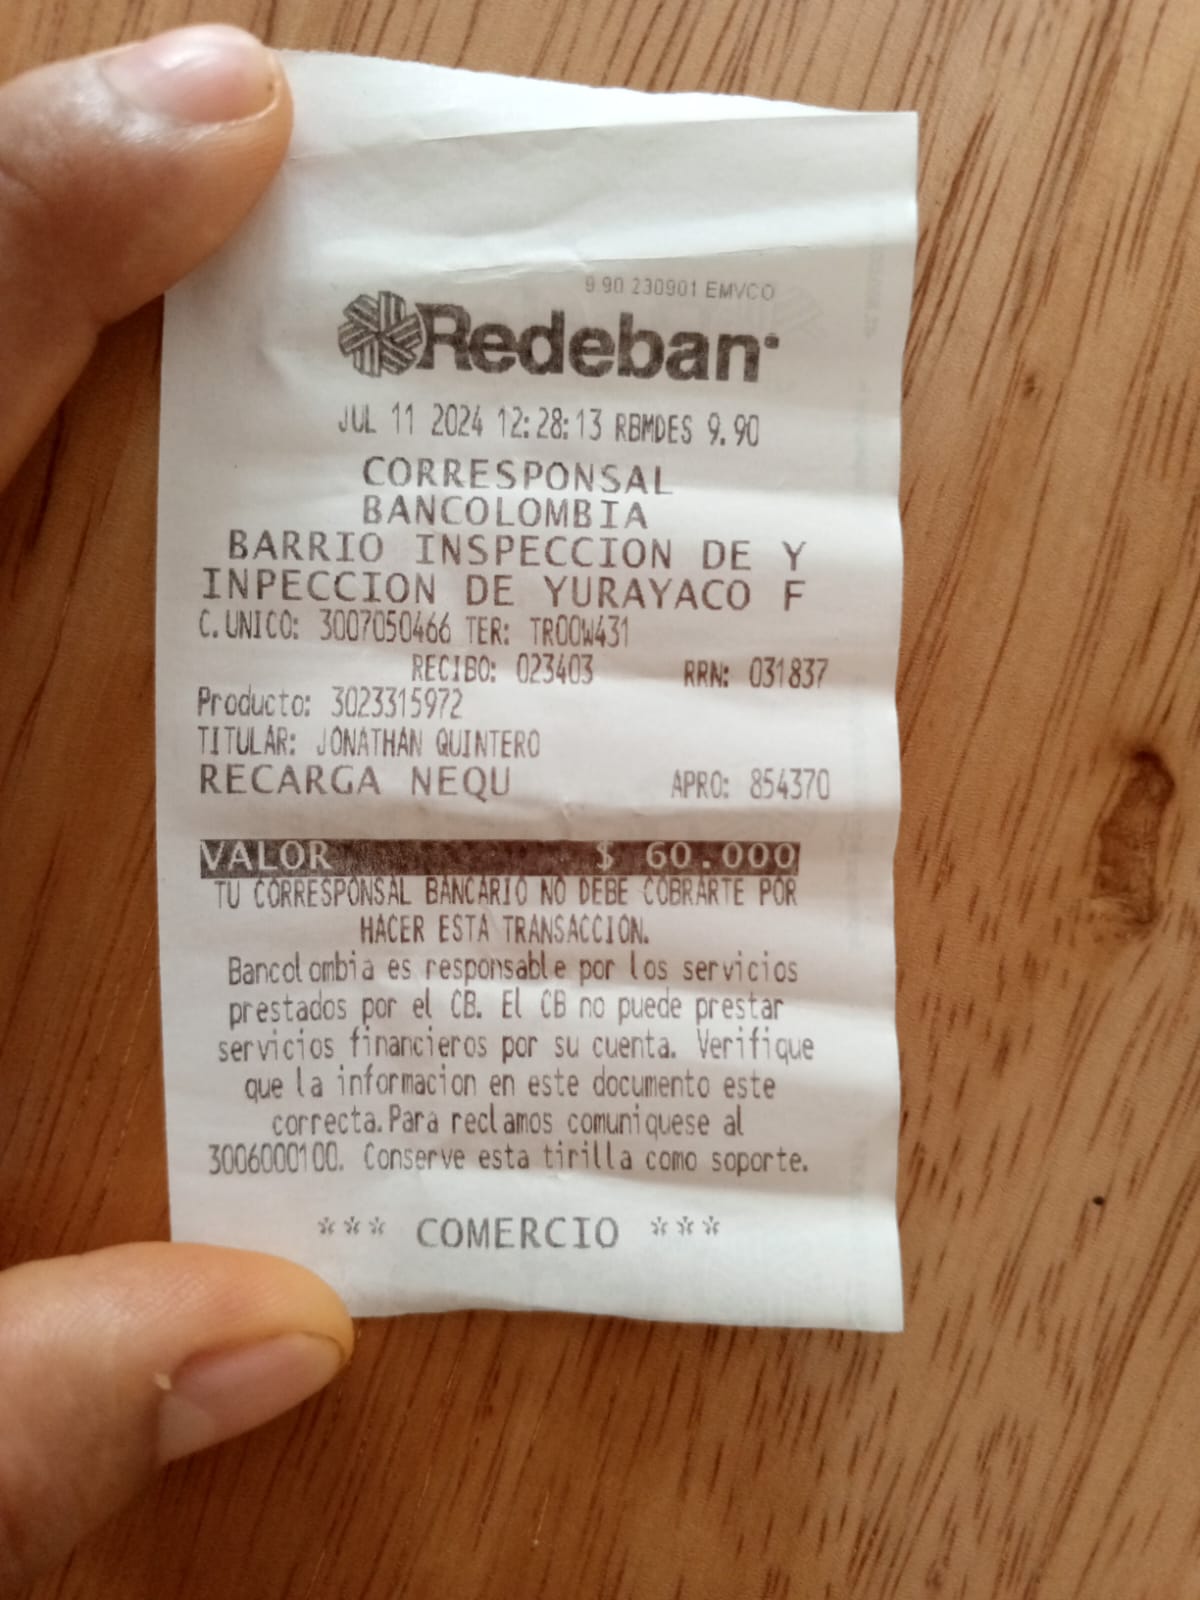 9.90 230901 EMVCO
Redeban
JUL 11 2024 12:28:13 RBMDES 9.90
CORRESPONSAL
BANCOLOMBIA
BARRIO INSPECCION DE Y
INPECCION DE YURAYACO F
C.UNICO: 3007050466 TER: TR00W431
RECIBO: 023403 RRN: 031837
Producto: 3023315972
TITULAR: JONATHAN QUINTERO
RECARGA NEQU APRO: 854370
VALOR $ 60.000
TU CORRESPONSAL BANCARIO NO DEBE COBRARTE POR
HACER ESTA TRANSACCION.
Bancolombia es responsable por los servicios
prestados por el CB. El CB no puede prestar
servicios financieros por su cuenta. Verifique
que la informacion en este documento este
correcta.Para reclamos comuniquese al
3006000100. Conserve esta tirilla como soporte.
*** COMERCIO ***